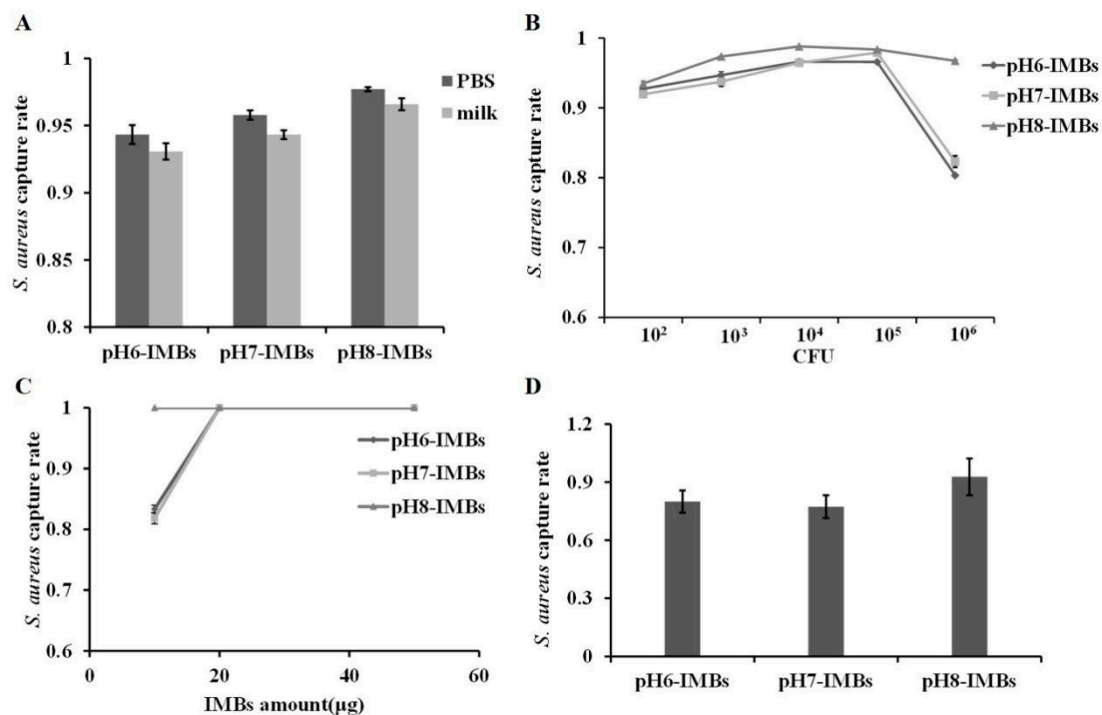 A
S. aureus capture rate
1
0.95
0.9
0.85
0.8
PBS
milk
pH6-IMBs
pH7-IMBs
pH8-IMBs
B
S. aureus capture rate
1
0.9
0.8
0.7
0.6
pH6-IMBs
pH7-IMBs
pH8-IMBs
10²
10³
10⁴
10⁵
10⁶
CFU
C
S. aureus capture rate
1
0.9
0.8
0.7
0.6
pH6-IMBs
pH7-IMBs
pH8-IMBs
0
20
40
60
IMBs amount(μg)
D
S. aureus capture rate
1.2
0.9
0.6
0.3
0
pH6-IMBs
pH7-IMBs
pH8-IMBs